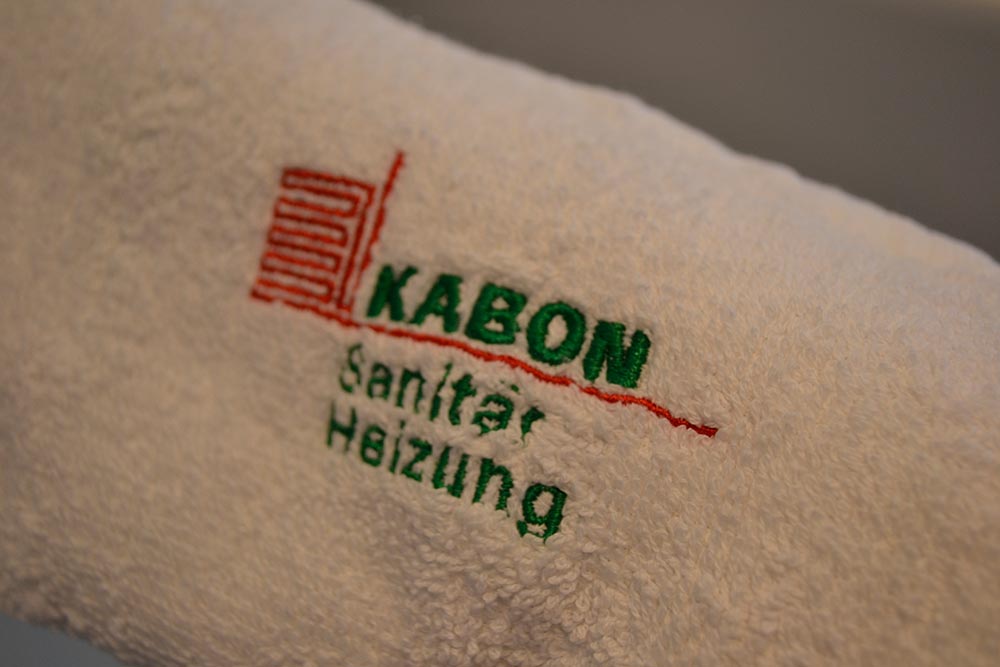 KABON
Sanitär
Heizung